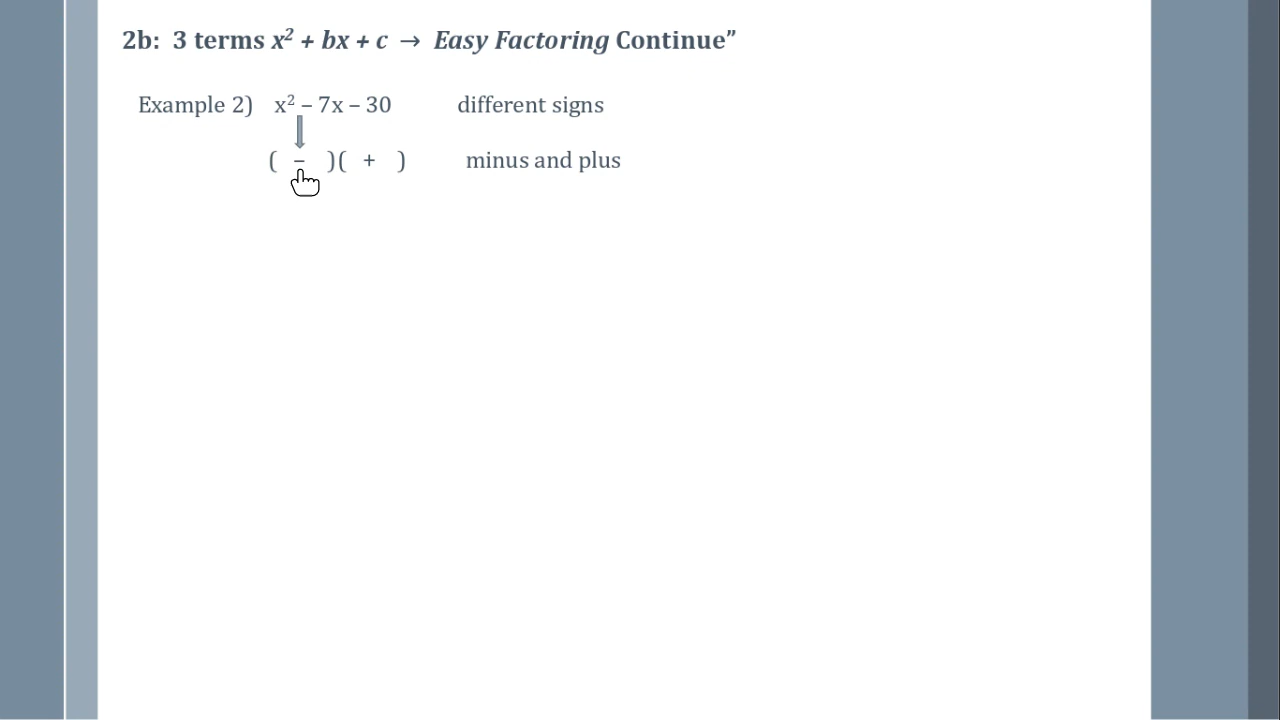 2b: 3 terms x² + bx + c → Easy Factoring Continue”
Example 2) x² – 7x – 30 different signs
( – )( + ) minus and plus